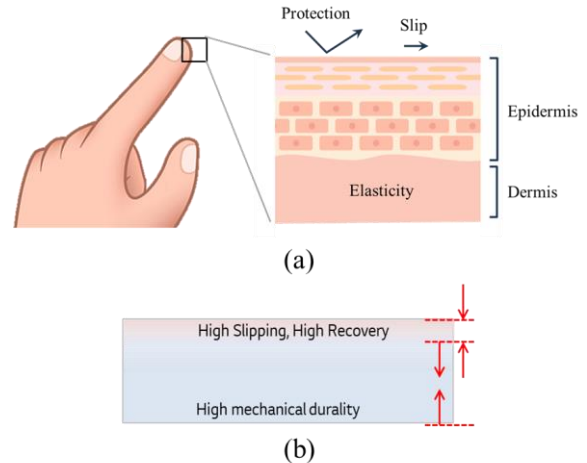 Protection
Slip
Epidermis
Elasticity
Dermis
(a)
High Slipping, High Recovery
High mechanical durality
(b)